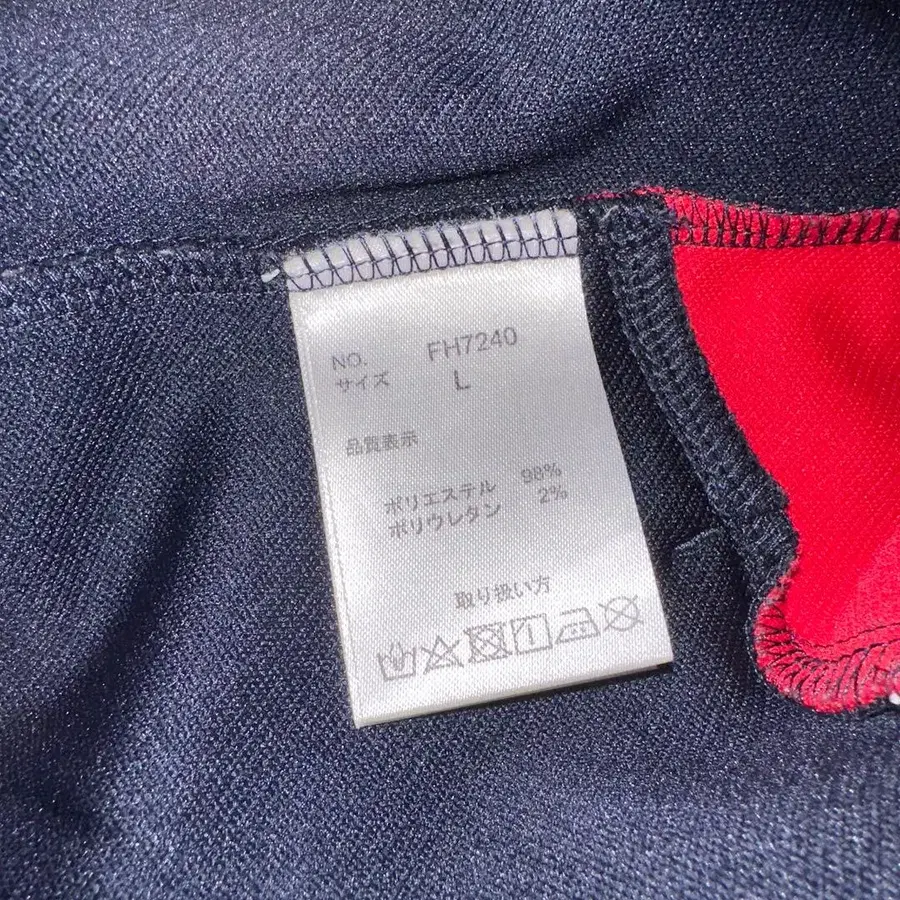 NO. FH7240
サイズ L
品質表示
ポリエステル 98%
ポリウレタン 2%
取り扱い方